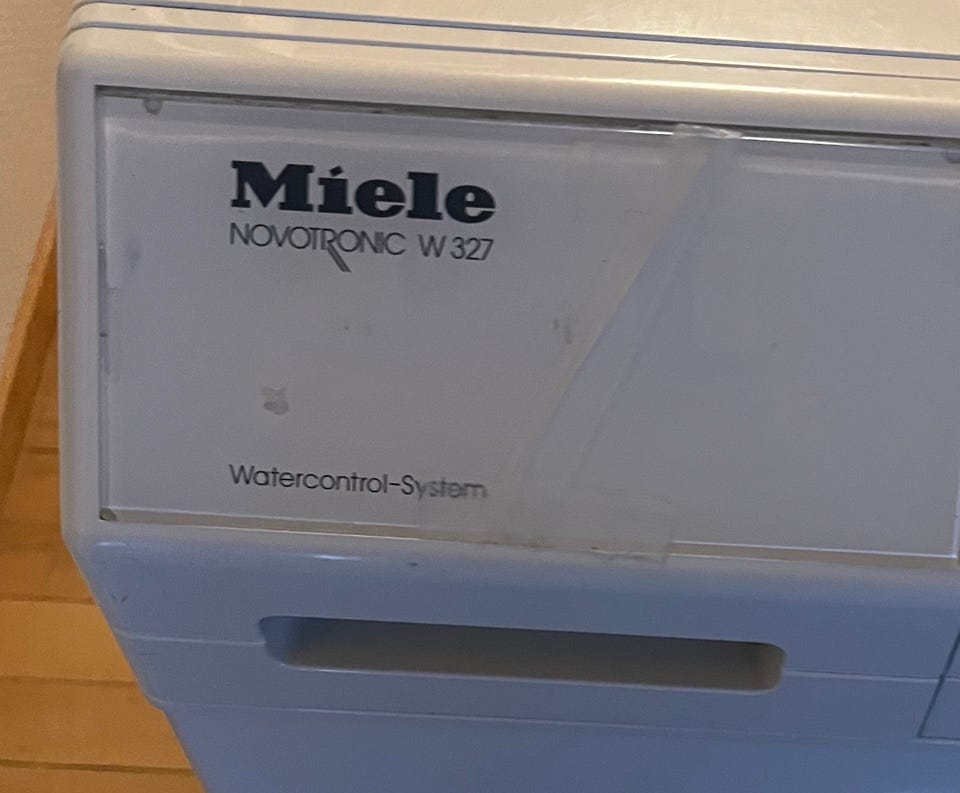 Miele
NOVOTRONIC W 327
Watercontrol-System